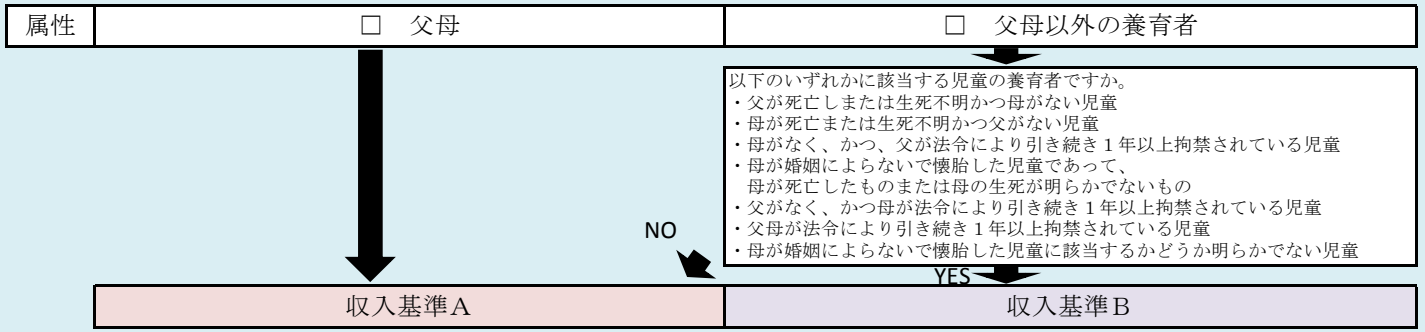 属性
□ 父母
□ 父母以外の養育者
以下のいずれかに該当する児童の養育者ですか。
・父が死亡しまたは生死不明かつ母がない児童
・母が死亡または生死不明かつ父がない児童
・母がなく、かつ、父が法令により引き続き１年以上拘禁されている児童
・母が婚姻によらないで懐胎した児童であって、
母が死亡したものまたは母の生死が明らかでないもの
・父がなく、かつ母が法令により引き続き１年以上拘禁されている児童
・父母が法令により引き続き１年以上拘禁されている児童
・母が婚姻によらないで懐胎した児童に該当するかどうか明らかでない児童
NO
YES
収入基準Ａ
収入基準Ｂ